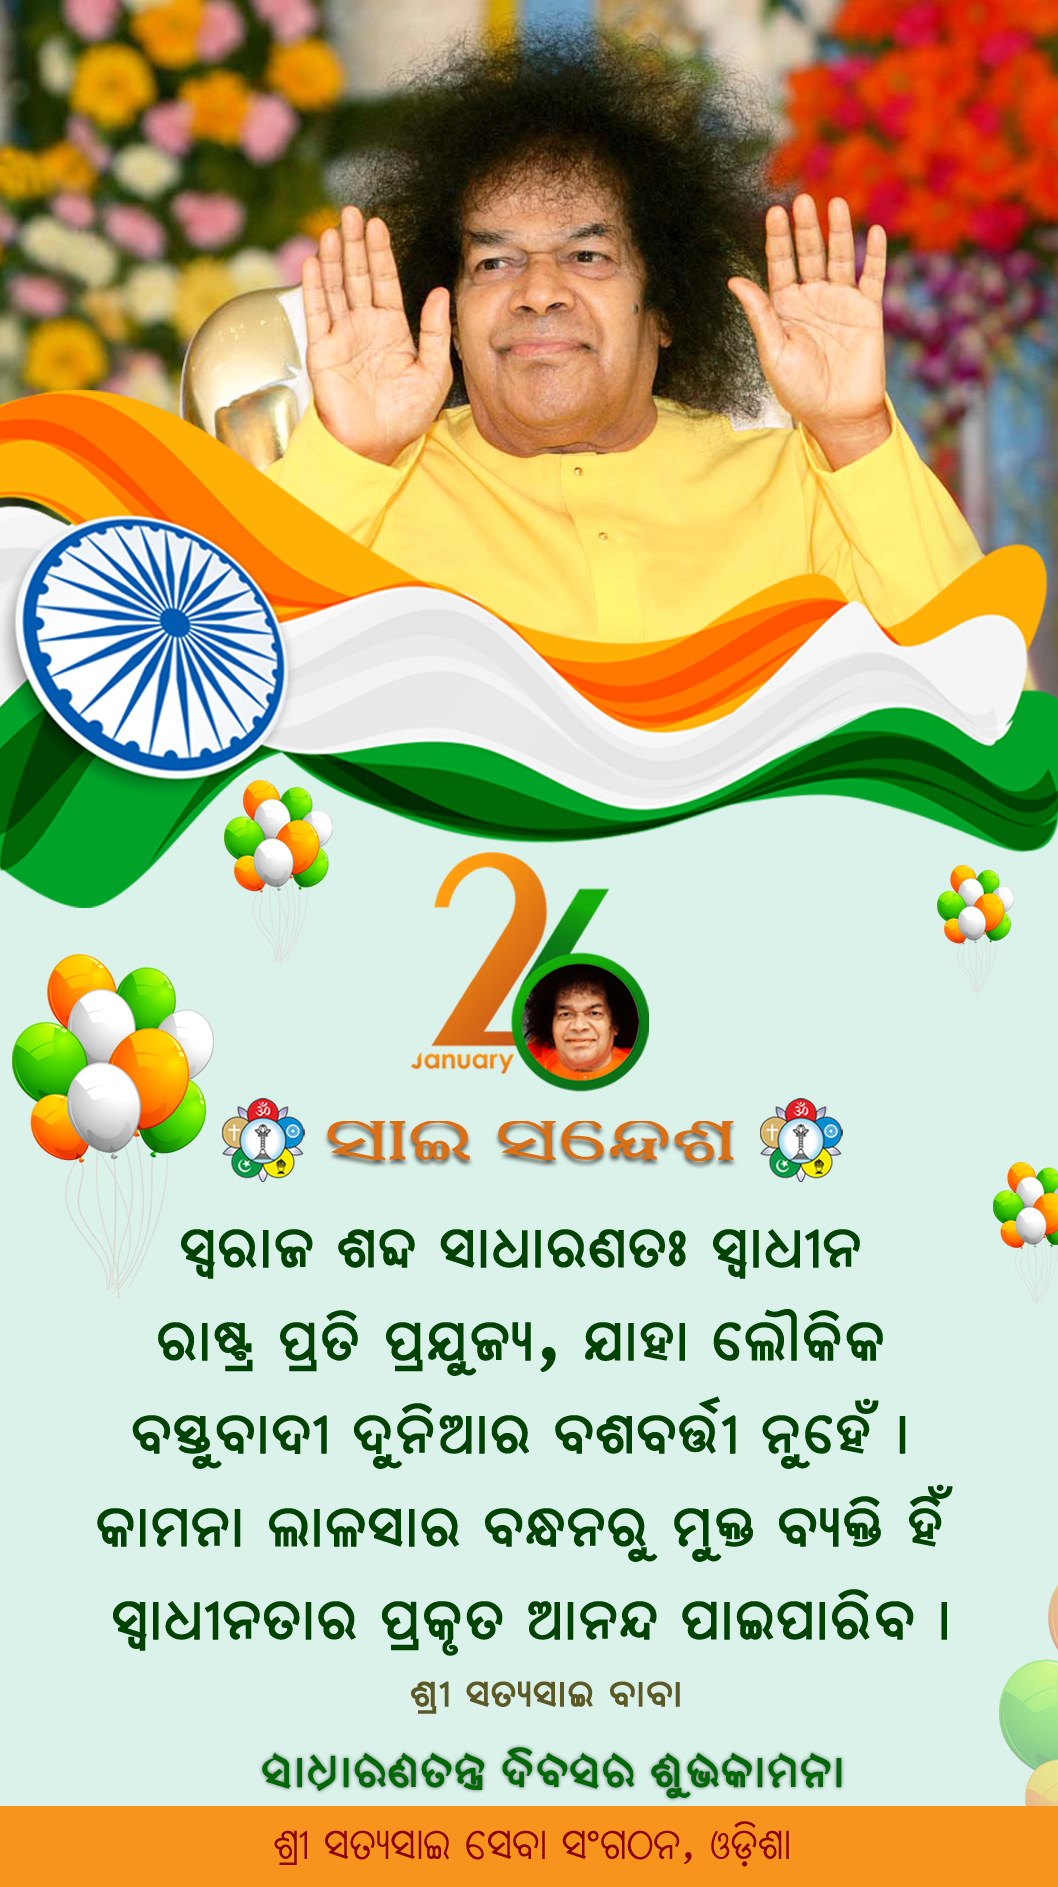 26
January
ସାଇ ସନ୍ଦେଶ
ସ୍ୱରାଜ ଶବ୍ଦ ସାଧାରଣତଃ ସ୍ୱାଧୀନ
ରାଷ୍ଟ୍ର ପ୍ରତି ପ୍ରଯୁଜ୍ୟ, ଯାହା ଲୌକିକ
ବସ୍ତୁବାଦୀ ଦୁନିଆର ବଶବର୍ତ୍ତୀ ନୁହେଁ ।
କାମନା ଲାଳସାର ବନ୍ଧନରୁ ମୁକ୍ତ ବ୍ୟକ୍ତି ହିଁ
ସ୍ୱାଧୀନତାର ପ୍ରକୃତ ଆନନ୍ଦ ପାଇପାରିବ ।
ଶ୍ରୀ ସତ୍ୟସାଇ ବାବା
ସାଧାରଣତନ୍ତ୍ର ଦିବସର ଶୁଭକାମନା
ଶ୍ରୀ ସତ୍ୟସାଇ ସେବା ସଂଗଠନ, ଓଡ଼ିଶା